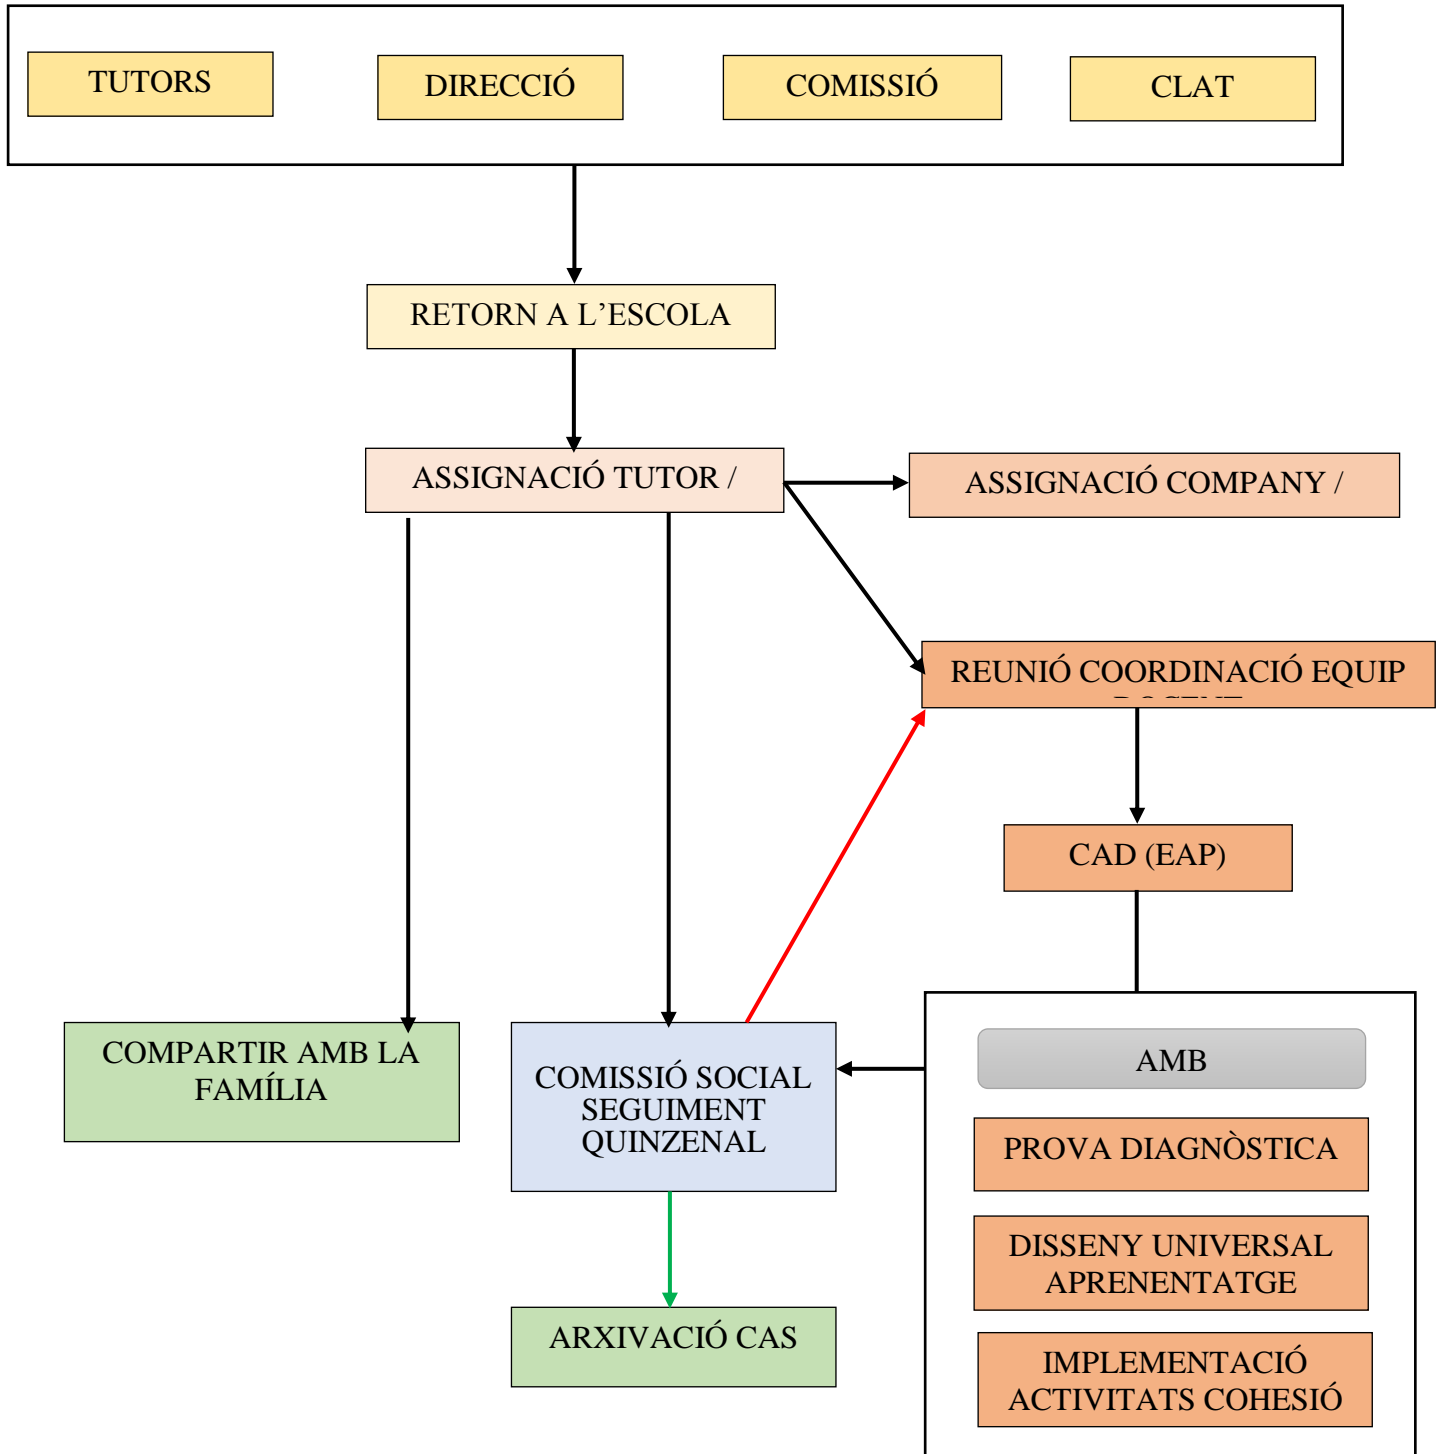 TUTORS
DIRECCIÓ
COMISSIÓ
CLAT
RETORN A L’ESCOLA
ASSIGNACIÓ TUTOR /
ASSIGNACIÓ COMPANY /
REUNIÓ COORDINACIÓ EQUIP
CAD (EAP)
COMPARTIR AMB LA
FAMÍLIA
COMISSIÓ SOCIAL
SEGUIMENT
QUINZENAL
AMB
PROVA DIAGNÒSTICA
DISSENY UNIVERSAL
APRENENTATGE
ARXIVACIÓ CAS
IMPLEMENTACIÓ
ACTIVITATS COHESIÓ